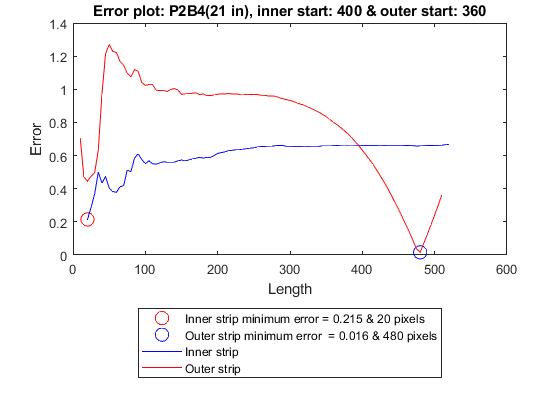 Error plot: P2B4(21 in), inner start: 400 & outer start: 360
1.4
1.2
1
0.8
0.6
0.4
0.2
0
Error
0 100 200 300 400 500 600
Length
Inner strip minimum error = 0.215 & 20 pixels
Outer strip minimum error = 0.016 & 480 pixels
Inner strip
Outer strip